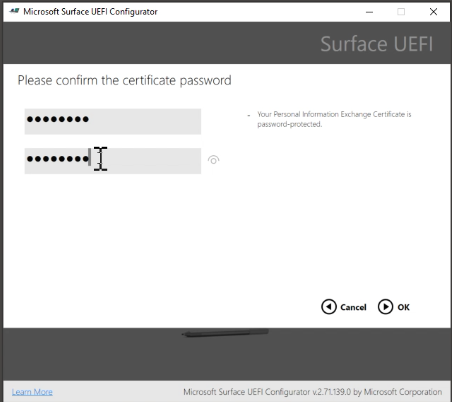 Microsoft Surface UEFI Configurator
Surface UEFI
Please confirm the certificate password
●●●●●●●●
- Your Personal Information Exchange Certificate is
password-protected.
●●●●●●●●
Cancel OK
Learn More Microsoft Surface UEFI Configurator v.2.71.139.0 by Microsoft Corporation